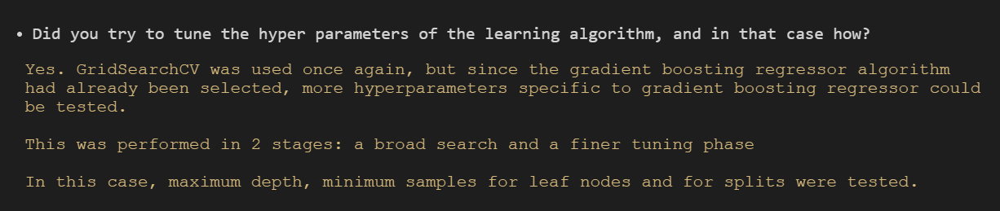 • Did you try to tune the hyper parameters of the learning algorithm, and in that case how?
Yes. GridSearchCV was used once again, but since the gradient boosting regressor algorithm
had already been selected, more hyperparameters specific to gradient boosting regressor could
be tested.
This was performed in 2 stages: a broad search and a finer tuning phase
In this case, maximum depth, minimum samples for leaf nodes and for splits were tested.